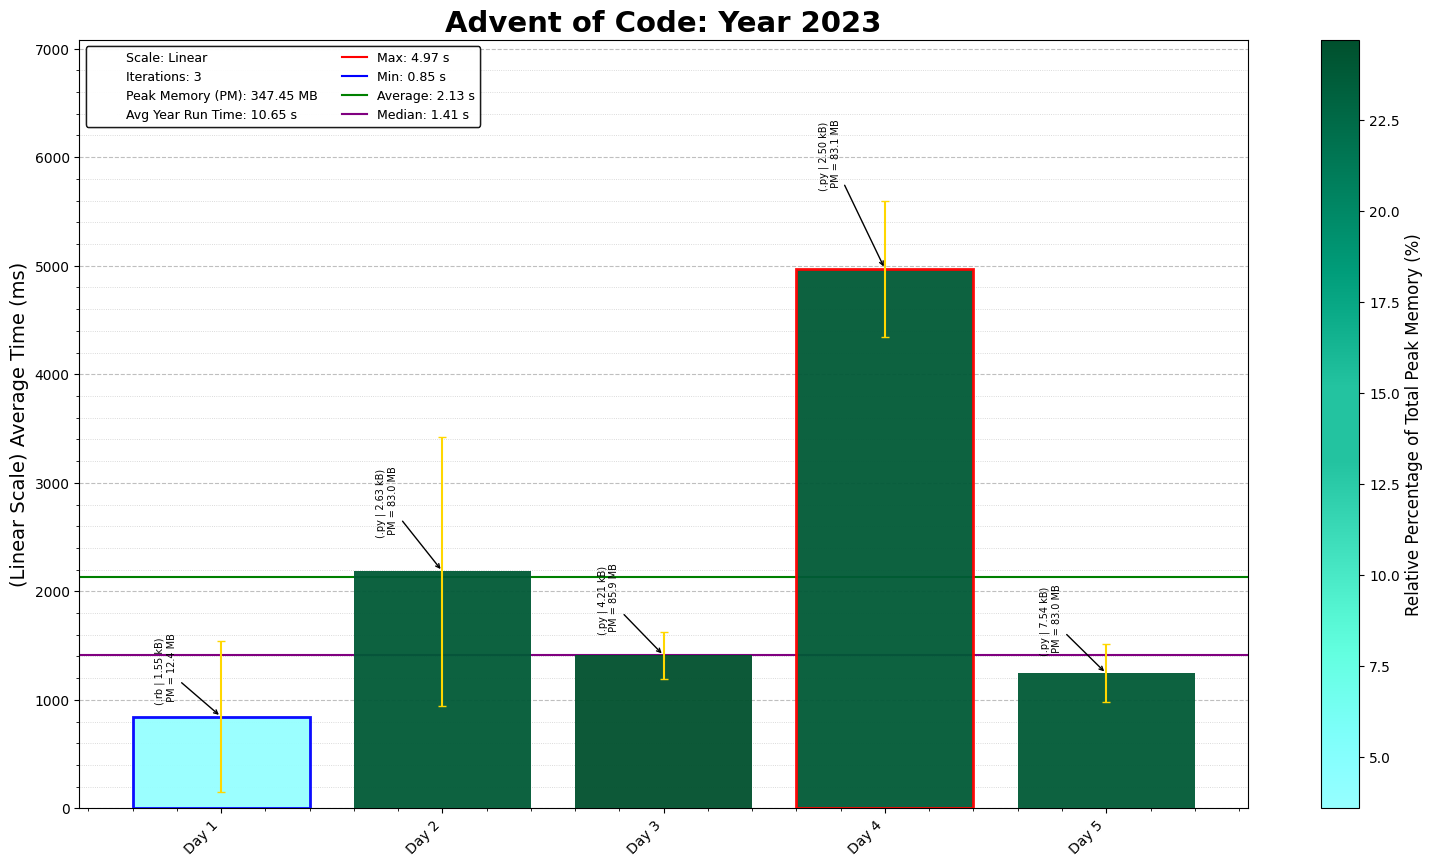 Advent of Code: Year 2023
Scale: Linear
Iterations: 3
Peak Memory (PM): 347.45 MB
Avg Year Run Time: 10.65 s
Max: 4.97 s
Min: 0.85 s
Average: 2.13 s
Median: 1.41 s
(Linear Scale) Average Time (ms)
7000
6000
5000
4000
3000
2000
1000
0
(.rb | 1.55 kB)
PM = 12.4 MB
(.py | 2.63 kB)
PM = 83.0 MB
(.py | 4.21 kB)
PM = 85.9 MB
(.py | 2.50 kB)
PM = 83.1 MB
(.py | 7.54 kB)
PM = 83.0 MB
Day 1
Day 2
Day 3
Day 4
Day 5
22.5
20.0
17.5
15.0
12.5
10.0
7.5
5.0
Relative Percentage of Total Peak Memory (%)